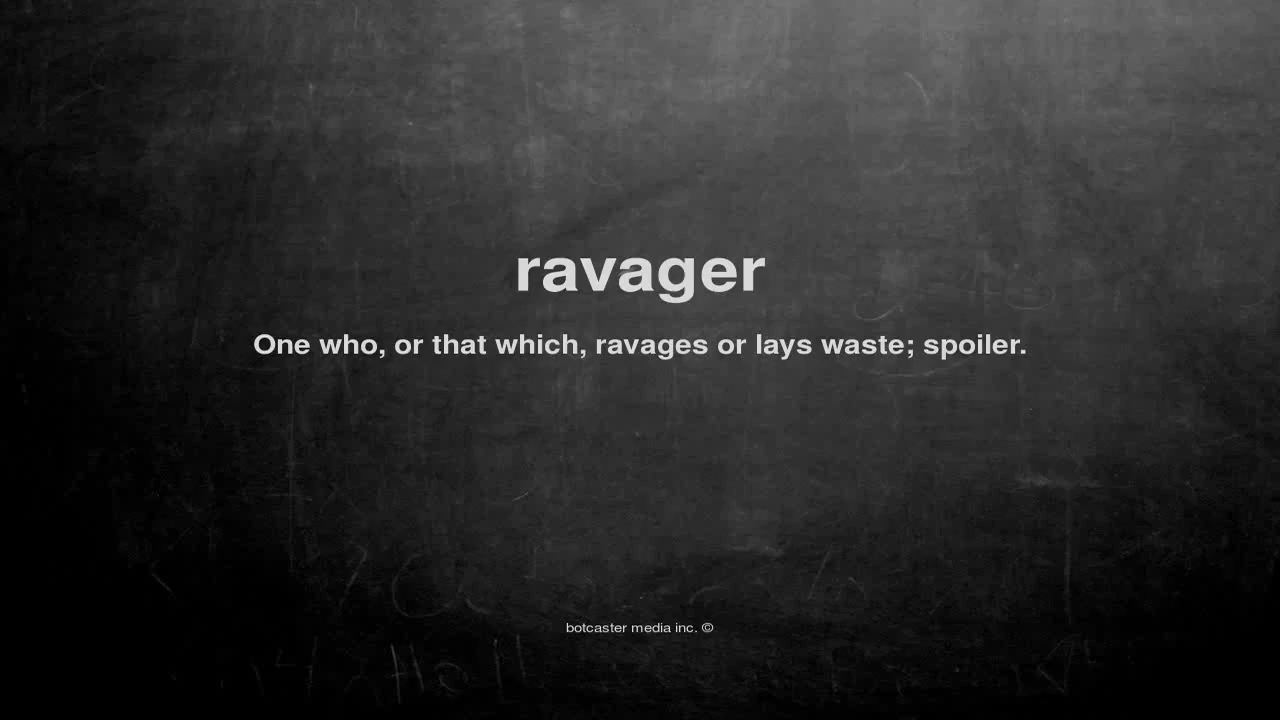 ravager
One who, or that which, ravages or lays waste; spoiler.
botcaster media inc. ©